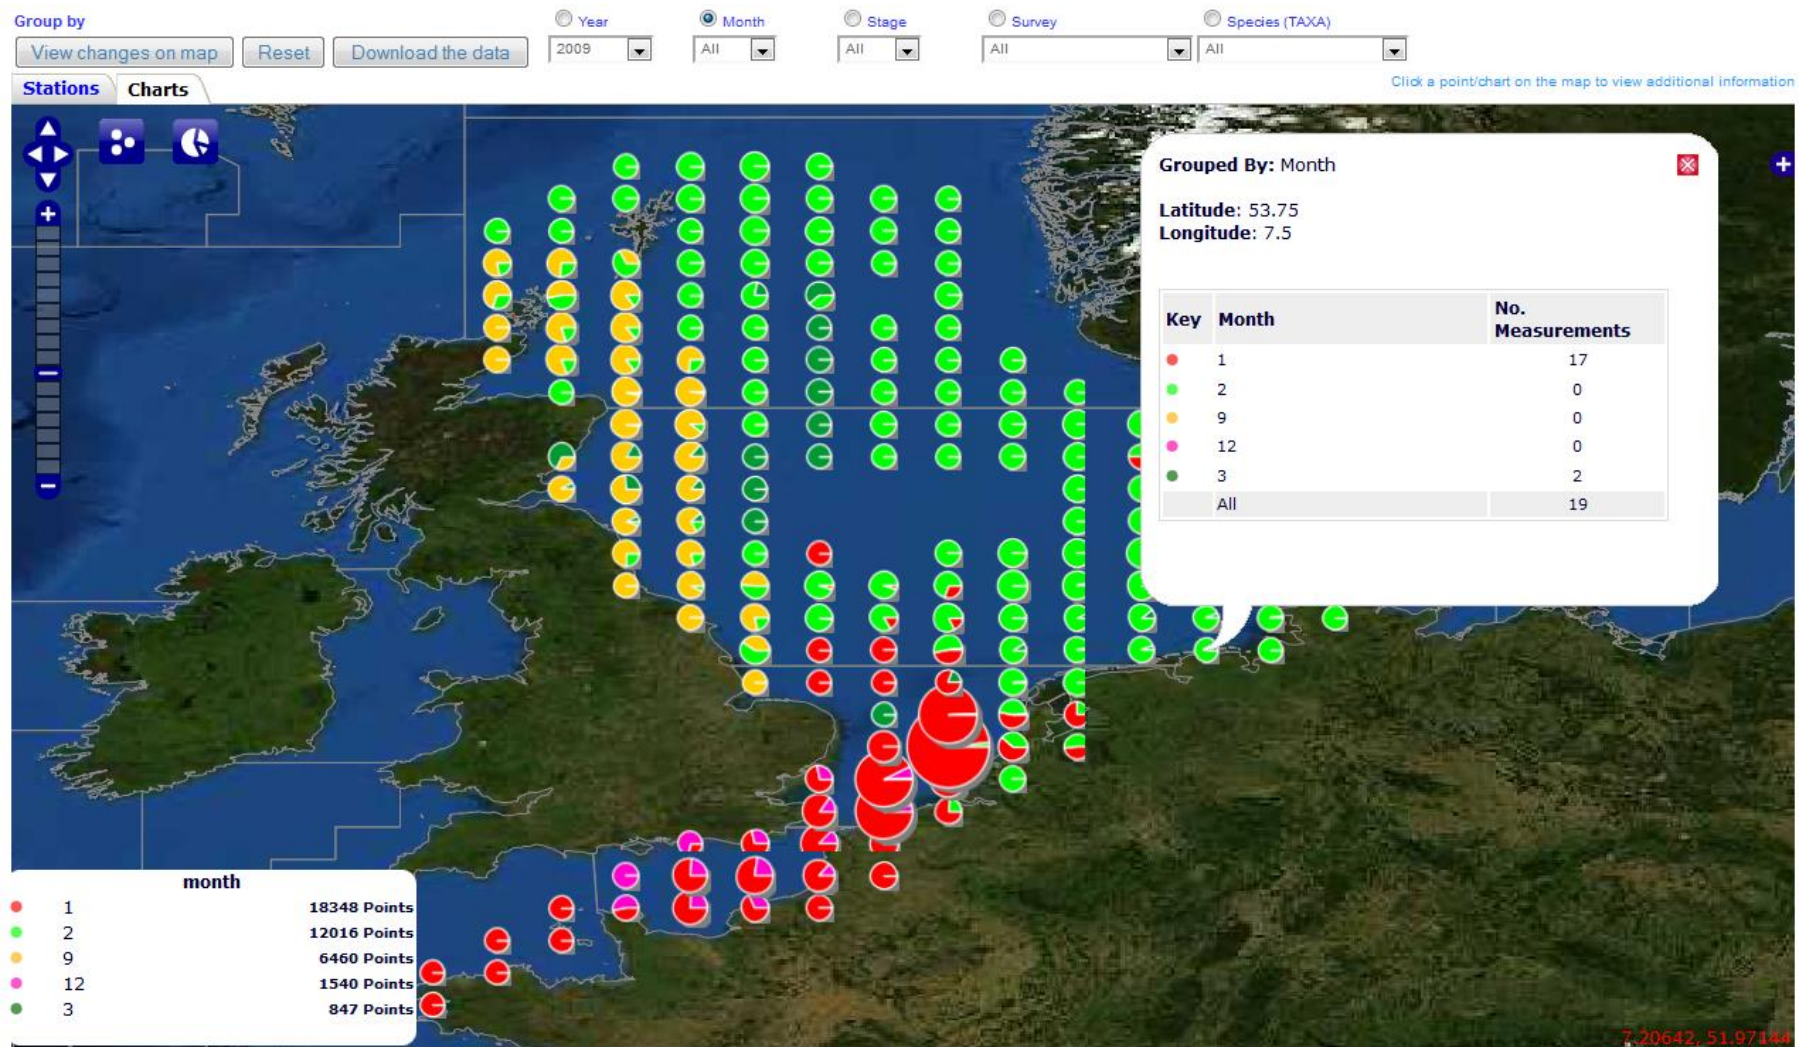 Group by
Year
Month
Stage
Survey
Species (TAXA)
View changes on map
Reset
Download the data
2009
All
All
All
All
Stations
Charts
Click a point/chart on the map to view additional information
Grouped By: Month
Latitude: 53.75
Longitude: 7.5
Key Month No. Measurements
1 17
2 0
9 0
12 0
3 2
All 19
month
1 18348 Points
2 12016 Points
9 6460 Points
12 1540 Points
3 847 Points
7.20642, 51.97144